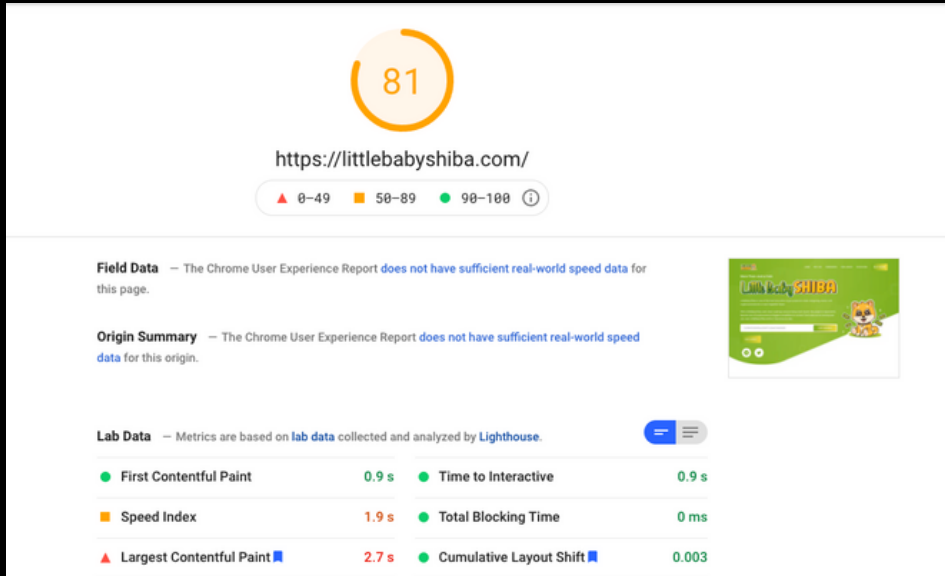 81
https://littlebabyshiba.com/
0–49 50–89 90–100
Field Data — The Chrome User Experience Report does not have sufficient real-world speed data for
this page.
Origin Summary — The Chrome User Experience Report does not have sufficient real-world speed
data for this origin.
Little Baby SHIBA
Lab Data — Metrics are based on lab data collected and analyzed by Lighthouse.
First Contentful Paint 0.9 s
Time to Interactive 0.9 s
Speed Index 1.9 s
Total Blocking Time 0 ms
Largest Contentful Paint 2.7 s
Cumulative Layout Shift 0.003